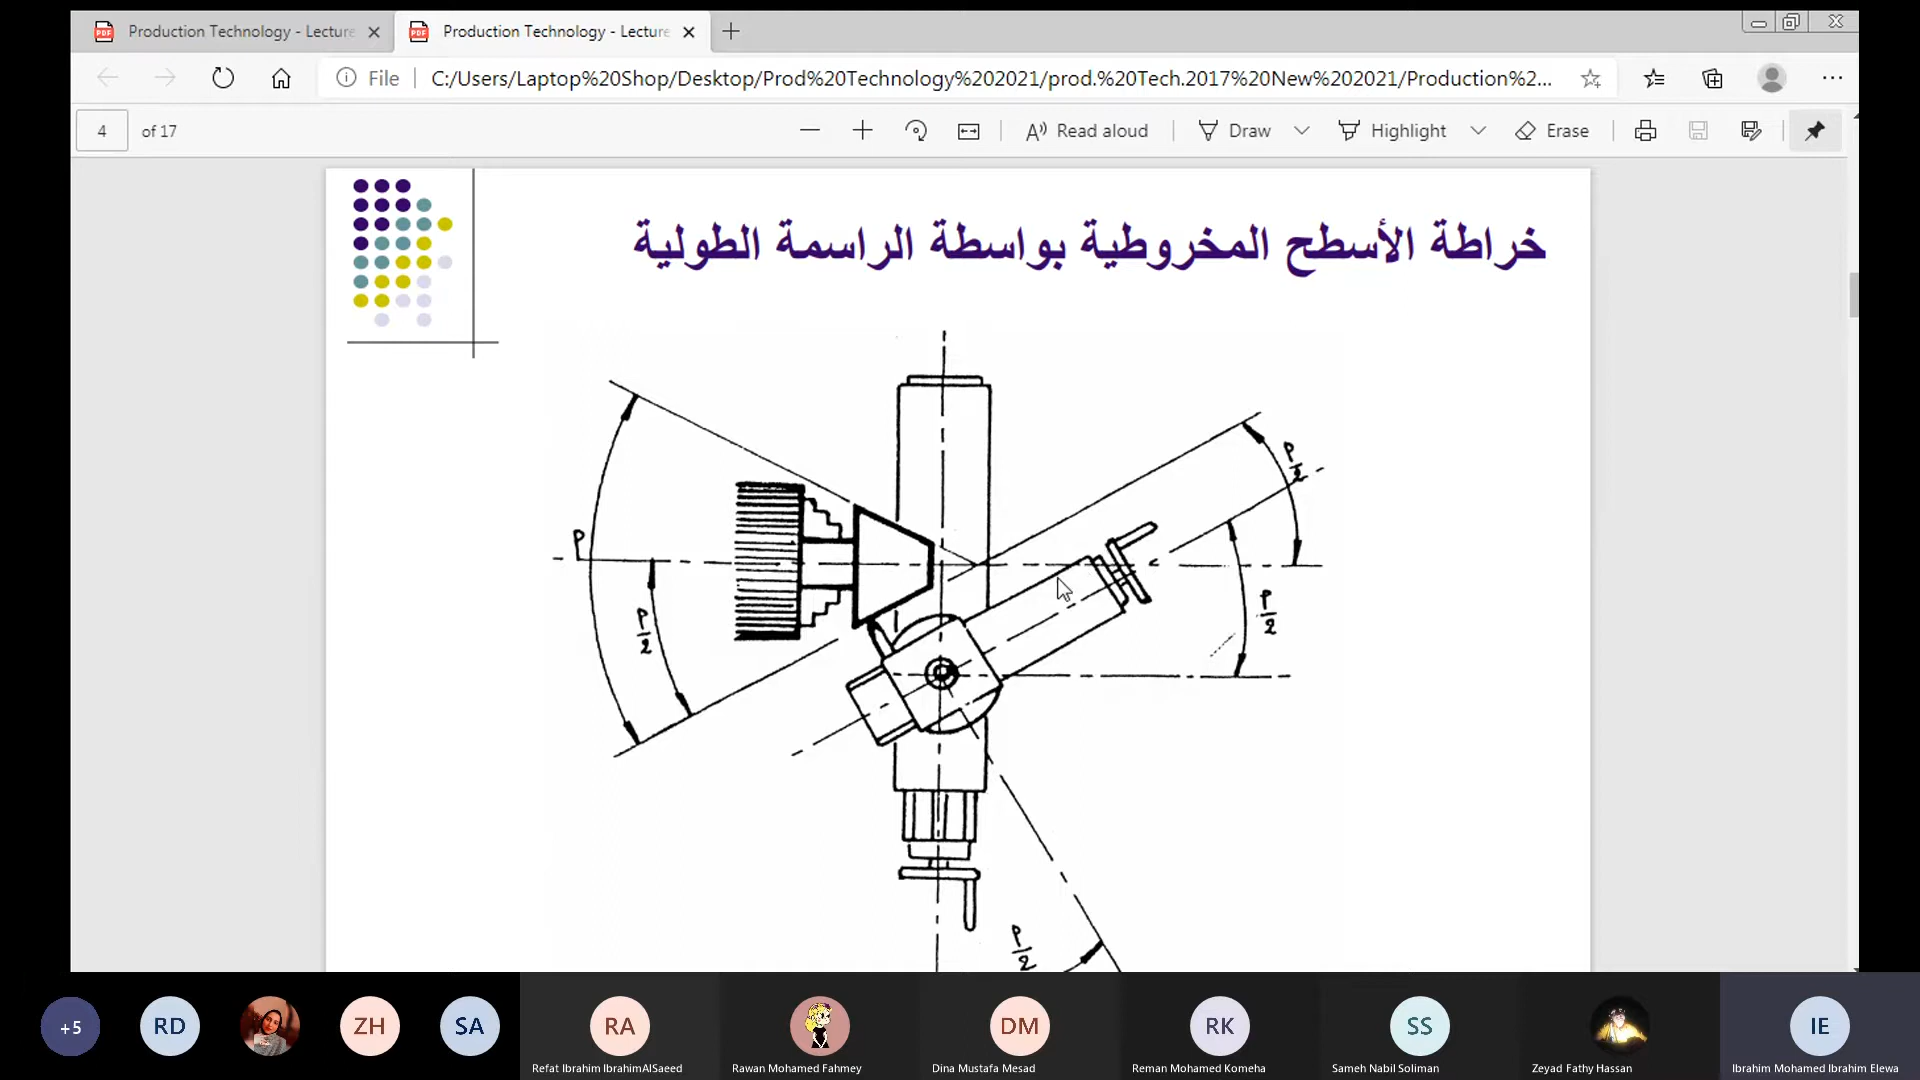 Production Technology - Lecture
Production Technology - Lecture
File
C:/Users/Laptop%20Shop/Desktop/Prod%20Technology%202021/prod.%20Tech.2017%20New%202021/Production%2...
4 of 17
Read aloud
Draw
Highlight
Erase
خراطة الأسطح المخروطية بواسطة الراسمة الطولية
+5
RD
ZH
SA
RA
DM
RK
SS
IE
Refat Ibrahim IbrahimAlSaeed
Rawan Mohamed Fahmey
Dina Mustafa Mesad
Reman Mohamed Komeha
Sameh Nabil Soliman
Zeyad Fathy Hassan
Ibrahim Mohamed Ibrahim Elewa